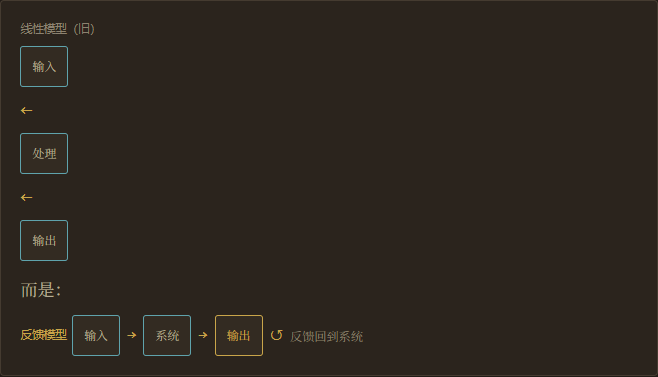 线性模型（旧）
输入
←
处理
←
输出
而是：
反馈模型 输入 → 系统 → 输出 ↺ 反馈回到系统